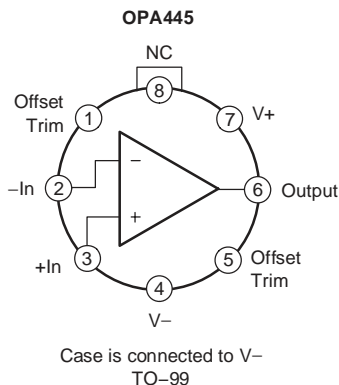 OPA445
NC
8
Offset
Trim
1
7
V+
−In
2
−
6
Output
+
+In
3
5
Offset
Trim
4
V−
Case is connected to V−
TO−99